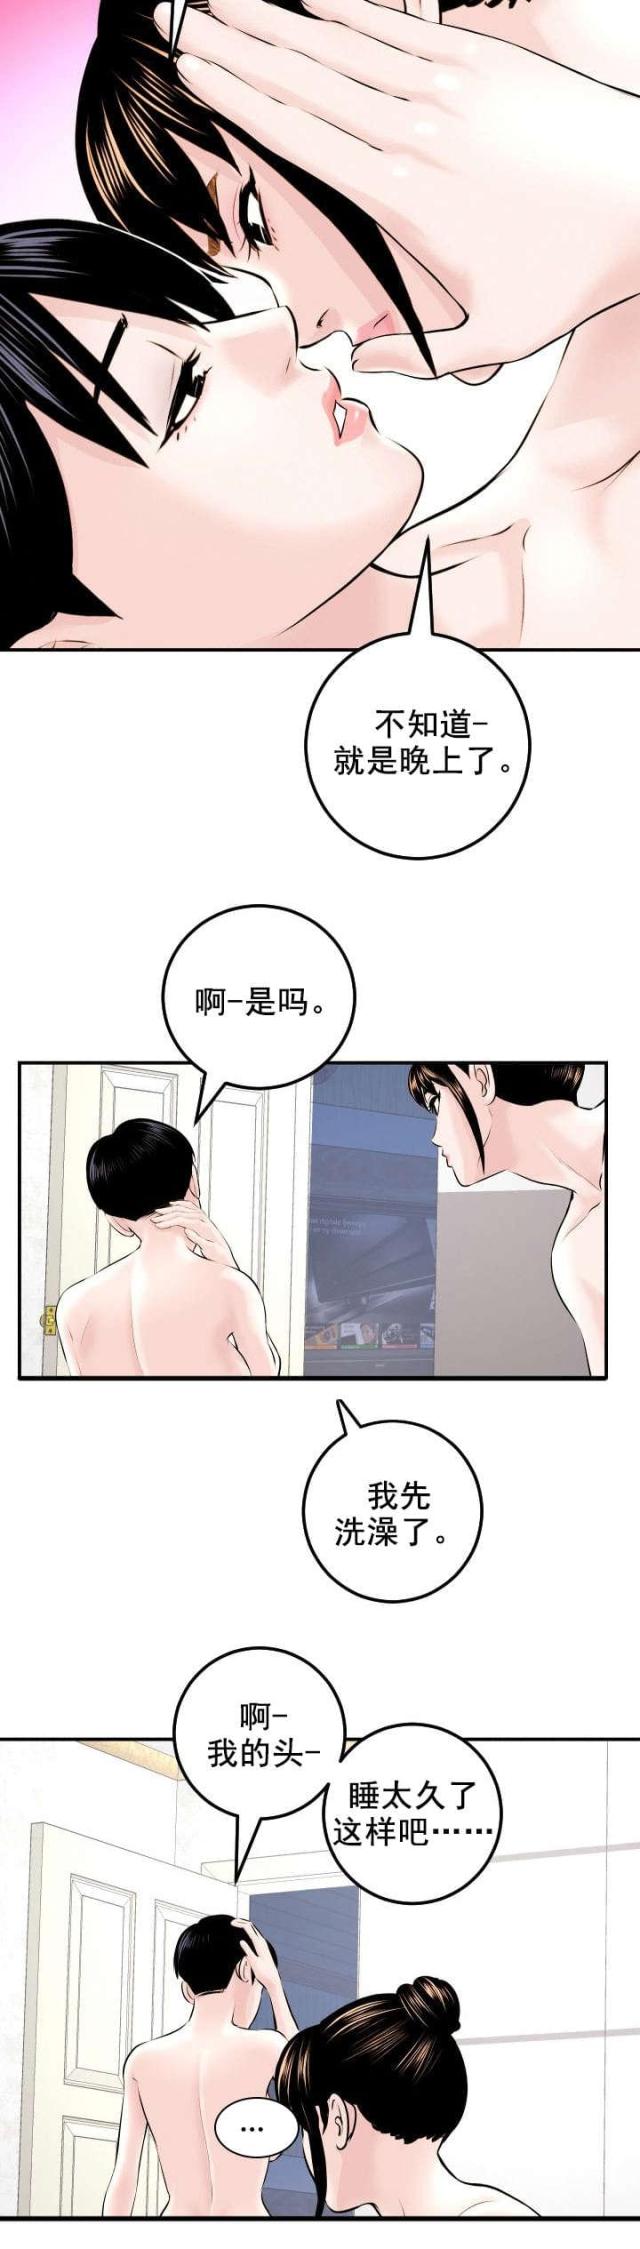 不知道-
就是晚上了。
啊-是吗。
我先
洗澡了。
啊-
我的头-
睡太久了
这样吧……
…